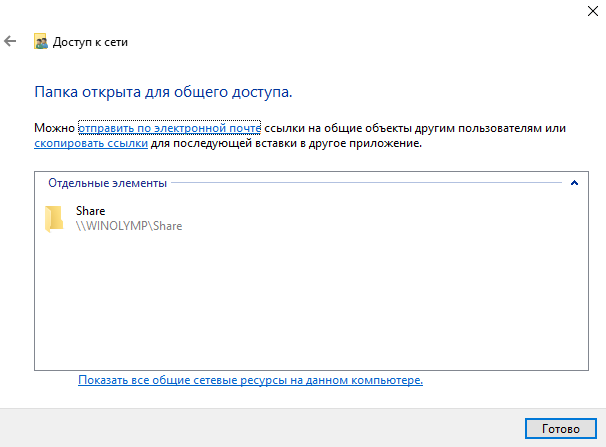 Доступ к сети
Папка открыта для общего доступа.
Можно отправить по электронной почте ссылки на общие объекты другим пользователям или
скопировать ссылки для последующей вставки в другое приложение.
Отдельные элементы
Share
\\WINOLYMP\Share
Показать все общие сетевые ресурсы на данном компьютере.
Готово